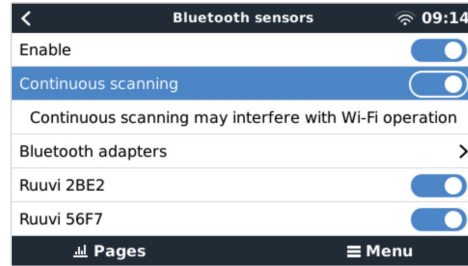 Bluetooth sensors 09:14
Enable
Continuous scanning
Continuous scanning may interfere with Wi-Fi operation
Bluetooth adapters
Ruuvi 2BE2
Ruuvi 56F7
Pages Menu